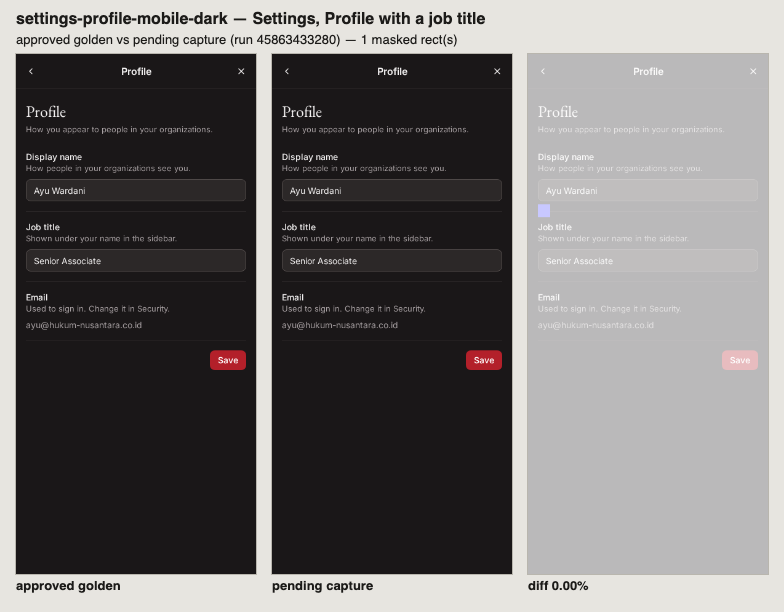 settings-profile-mobile-dark — Settings, Profile with a job title
approved golden vs pending capture (run 45863433280) — 1 masked rect(s)
Profile
Profile
How you appear to people in your organizations.
Display name
How people in your organizations see you.
Ayu Wardani
Job title
Shown under your name in the sidebar.
Senior Associate
Email
Used to sign in. Change it in Security.
ayu@hukum-nusantara.co.id
Save
approved golden
Profile
Profile
How you appear to people in your organizations.
Display name
How people in your organizations see you.
Ayu Wardani
Job title
Shown under your name in the sidebar.
Senior Associate
Email
Used to sign in. Change it in Security.
ayu@hukum-nusantara.co.id
Save
pending capture
Profile
Profile
How you appear to people in your organizations.
Display name
How people in your organizations see you.
Ayu Wardani
Job title
Shown under your name in the sidebar.
Senior Associate
Email
Used to sign in. Change it in Security.
ayu@hukum-nusantara.co.id
Save
diff 0.00%